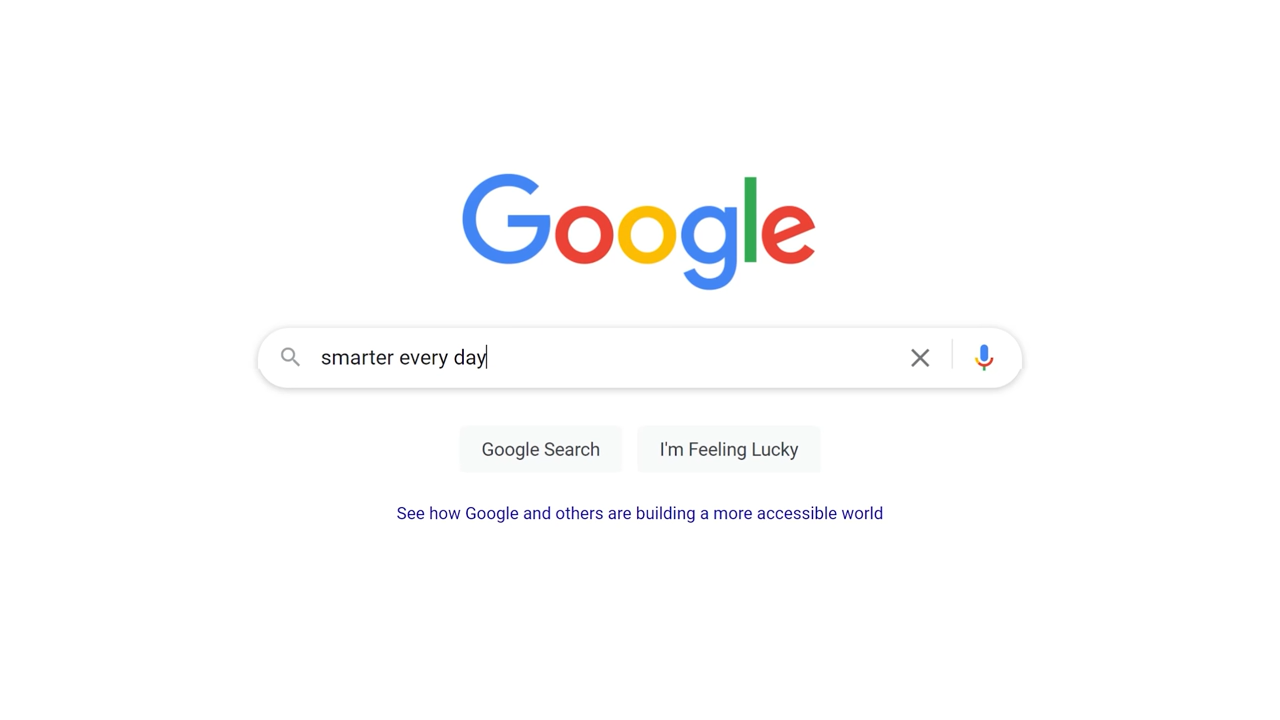 Google
smarter every day
Google Search
I'm Feeling Lucky
See how Google and others are building a more accessible world